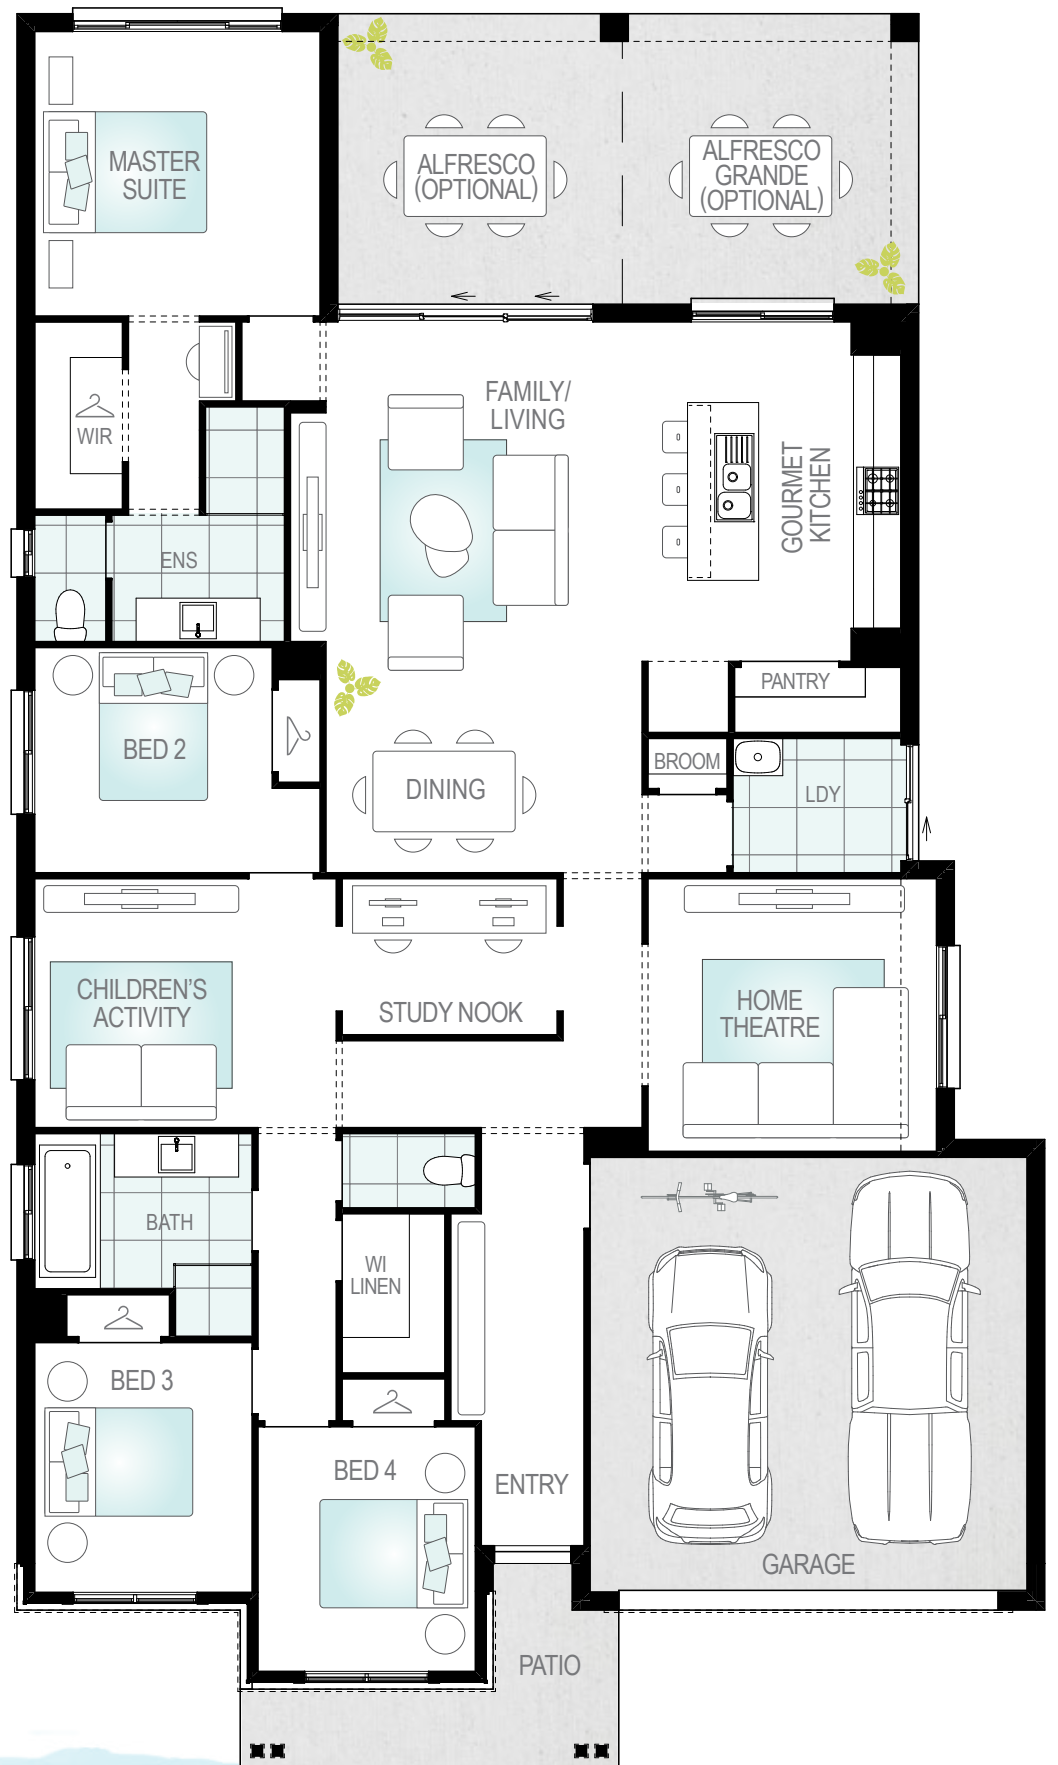 MASTER
SUITE
ALFRESCO
(OPTIONAL)
ALFRESCO
GRANDE
(OPTIONAL)
WIR
FAMILY/
LIVING
GOURMET
KITCHEN
ENS
PANTRY
BED 2
BROOM
DINING
LDY
CHILDREN'S
ACTIVITY
STUDY NOOK
HOME
THEATRE
BATH
WI
LINEN
BED 3
BED 4
ENTRY
GARAGE
PATIO